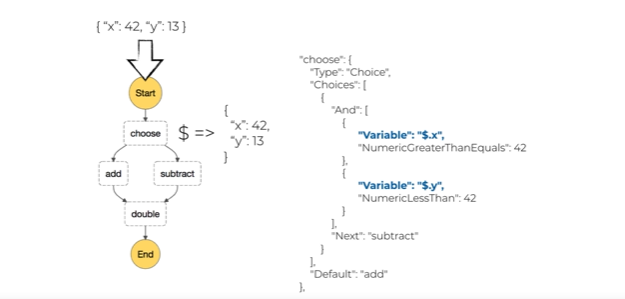 { "x": 42, "y": 13 }
Start
choose
add
subtract
double
End
$ => {
"x": 42,
"y": 13
}
"choose": {
"Type": "Choice",
"Choices": [
{
"And": [
{
"Variable": "$.x",
"NumericGreaterThanEquals": 42
},
{
"Variable": "$.y",
"NumericLessThan": 42
}
],
"Next": "subtract"
}
],
"Default": "add"
},